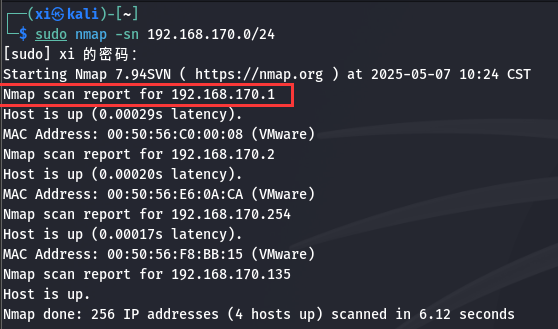 ┌──(xi㉿kali)-[~]
└─$ sudo nmap -sn 192.168.170.0/24
[sudo] xi 的密码：
Starting Nmap 7.94SVN ( https://nmap.org ) at 2025-05-07 10:24 CST
Nmap scan report for 192.168.170.1
Host is up (0.00029s latency).
MAC Address: 00:50:56:C0:00:08 (VMware)
Nmap scan report for 192.168.170.2
Host is up (0.00020s latency).
MAC Address: 00:50:56:E6:0A:CA (VMware)
Nmap scan report for 192.168.170.254
Host is up (0.00017s latency).
MAC Address: 00:50:56:F8:BB:15 (VMware)
Nmap scan report for 192.168.170.135
Host is up.
Nmap done: 256 IP addresses (4 hosts up) scanned in 6.12 seconds